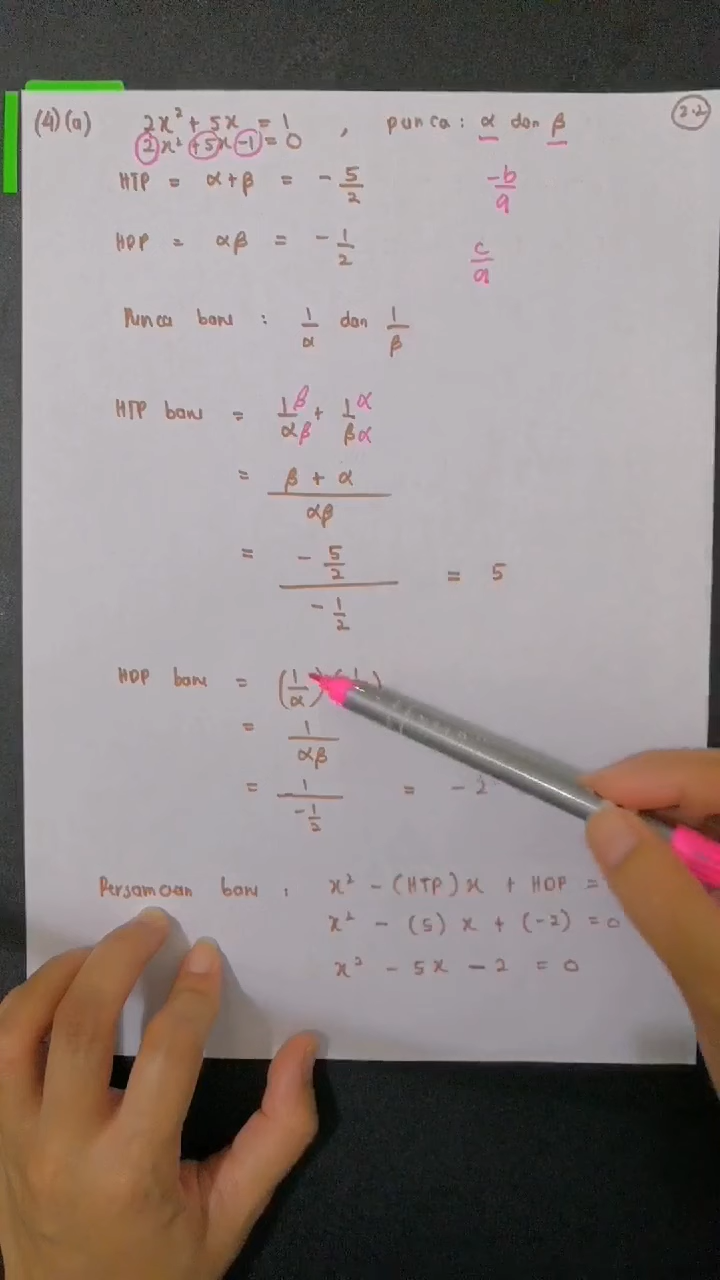 (4)(a) 2x² + 5x = 1 , punca : α dan β 2.2
2x² +5x -1 = 0
HTP = α+β = - 5/2 -b/a
HDP = αβ = - 1/2 c/a
Punca baru : 1/α dan 1/β
HTP baru = 1β/αβ + 1α/βα
= β + α / αβ
= - 5/2 / - 1/2 = 5
HDP baru = (1/α)
= 1/αβ
= 1 / - 1/2 = - 2
Persamaan baru : x² - (HTP)x + HDP =
x² - (5) x + (-2) = 0
x² - 5x - 2 = 0